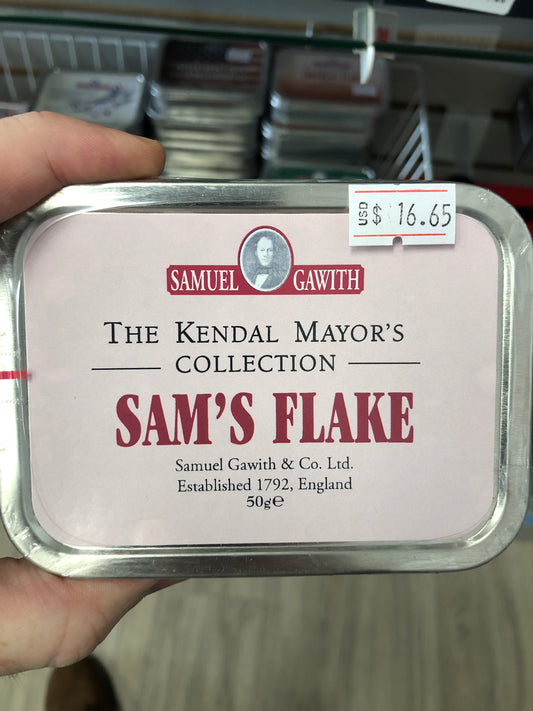 USD $ 16.65
SAMUEL GAWITH
THE KENDAL MAYOR'S
COLLECTION
SAM'S FLAKE
Samuel Gawith & Co. Ltd.
Established 1792, England
50g℮